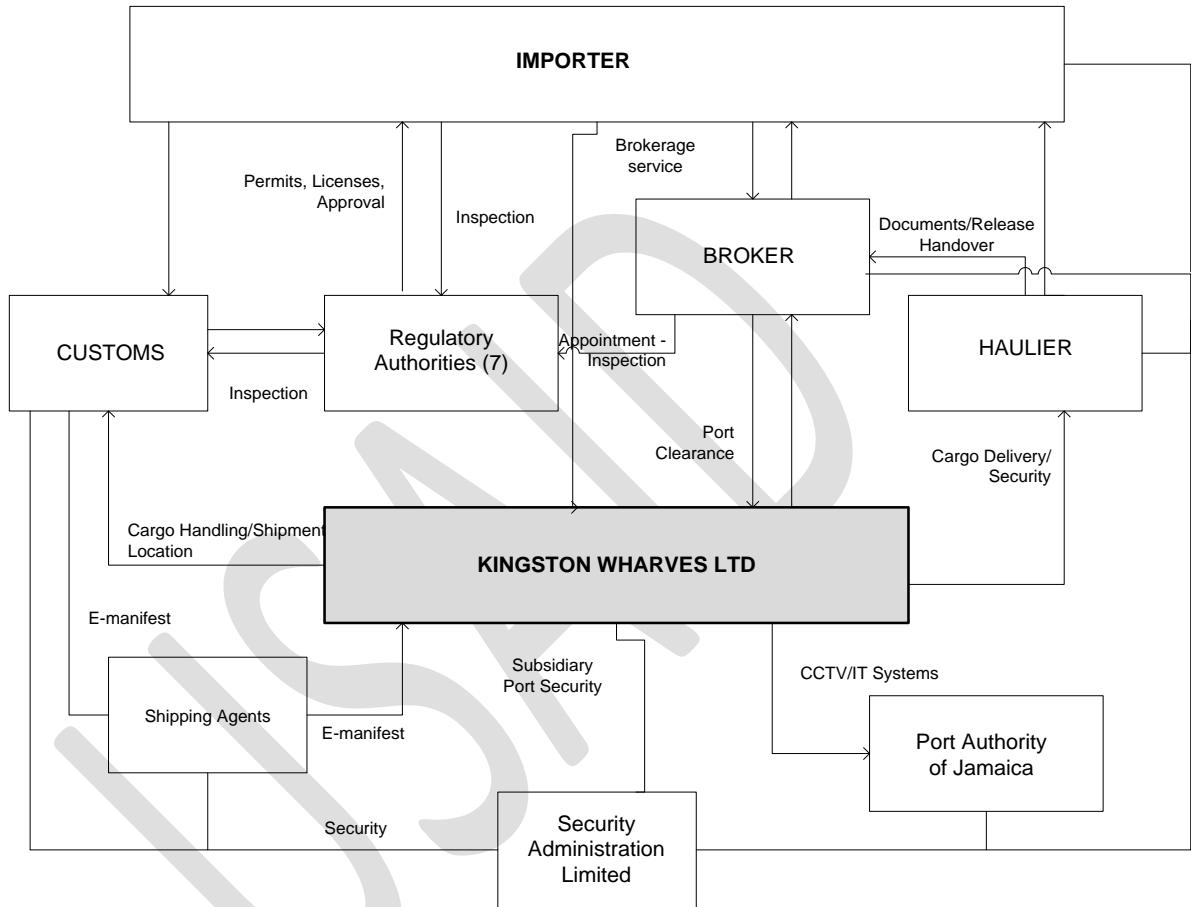 IMPORTER
Brokerage
service
Permits, Licenses,
Approval
Inspection
Documents/Release
Handover
BROKER
CUSTOMS
Regulatory
Authorities (7)
Appointment -
Inspection
HAULIER
Inspection
Port
Clearance
Cargo Delivery/
Security
Cargo Handling/Shipment
Location
KINGSTON WHARVES LTD
E-manifest
Subsidiary
Port Security
CCTV/IT Systems
Shipping Agents
E-manifest
Port Authority
of Jamaica
Security
Security
Administration
Limited
USAID